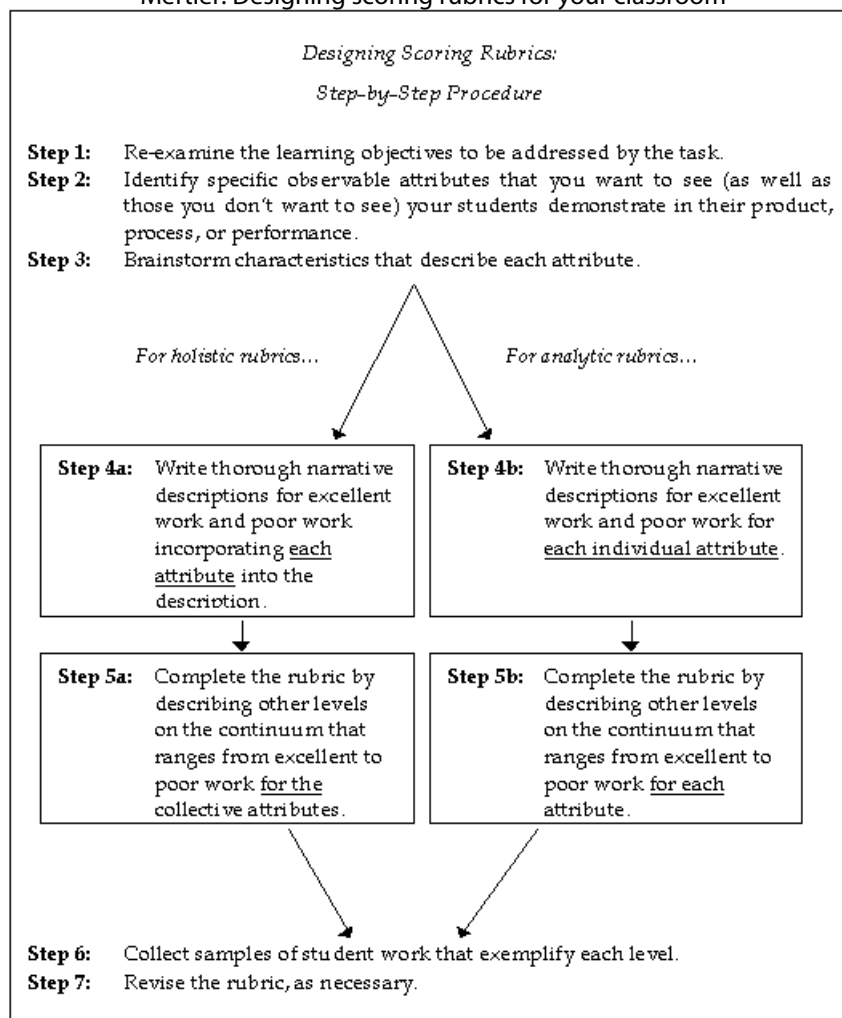 Mertler: Designing scoring rubrics for your classroom
Designing Scoring Rubrics:
Step-by-Step Procedure
Step 1: Re-examine the learning objectives to be addressed by the task.
Step 2: Identify specific observable attributes that you want to see (as well as
those you don't want to see) your students demonstrate in their product,
process, or performance.
Step 3: Brainstorm characteristics that describe each attribute.
For holistic rubrics...
For analytic rubrics...
Step 4a: Write thorough narrative
descriptions for excellent
work and poor work
incorporating each
attribute into the
description.
Step 4b: Write thorough narrative
descriptions for excellent
work and poor work for
each individual attribute.
Step 5a: Complete the rubric by
describing other levels
on the continuum that
ranges from excellent to
poor work for the
collective attributes.
Step 5b: Complete the rubric by
describing other levels
on the continuum that
ranges from excellent to
poor work for each
attribute.
Step 6: Collect samples of student work that exemplify each level.
Step 7: Revise the rubric, as necessary.